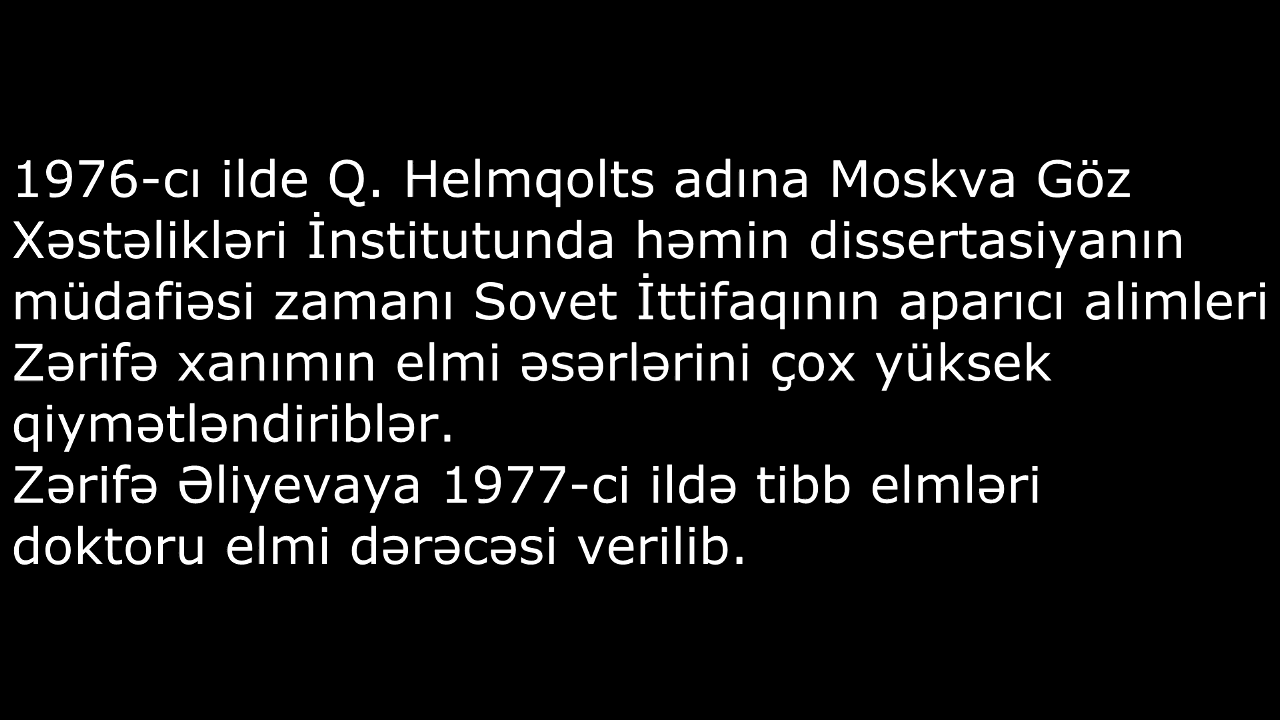 1976-cı ilde Q. Helmqolts adına Moskva Göz
Xəstəlikləri İnstitutunda həmin dissertasiyanın
müdafiəsi zamanı Sovet İttifaqının aparıcı alimleri
Zərifə xanımın elmi əsərlərini çox yüksek
qiymətləndiriblər.
Zərifə Əliyevaya 1977-ci ildə tibb elmləri
doktoru elmi dərəcəsi verilib.